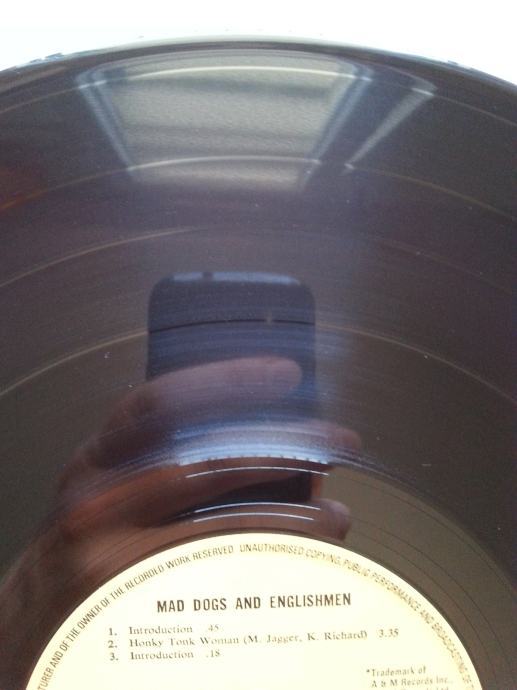 TURER AND OF THE OWNER OF THE RECORDED WORK RESERVED UNAUTHORISED COPYING, PUBLIC PERFORMANCE AND BROADCASTING OF
MAD DOGS AND ENGLISHMEN
1. Introduction .45
2. Honky Tonk Woman (M. Jagger, K. Richard) 3.35
3. Introduction .18
*Trademark of
A & M Records Inc.,